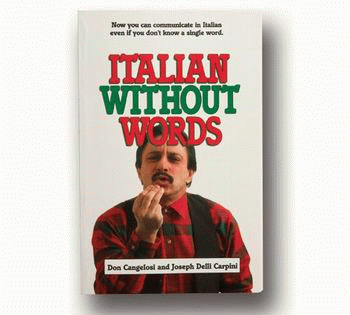 Now you can communicate in Italian
even if you don't know a single word.
ITALIAN
WITHOUT
WORDS
Don Cangelosi and Joseph Delli Carpini